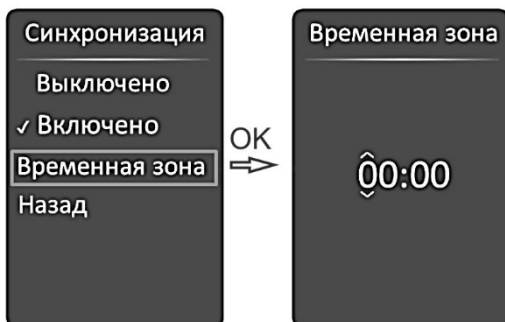 Синхронизация
Выключено
✓ Включено
Временная зона
Назад
OK
Временная зона
00:00